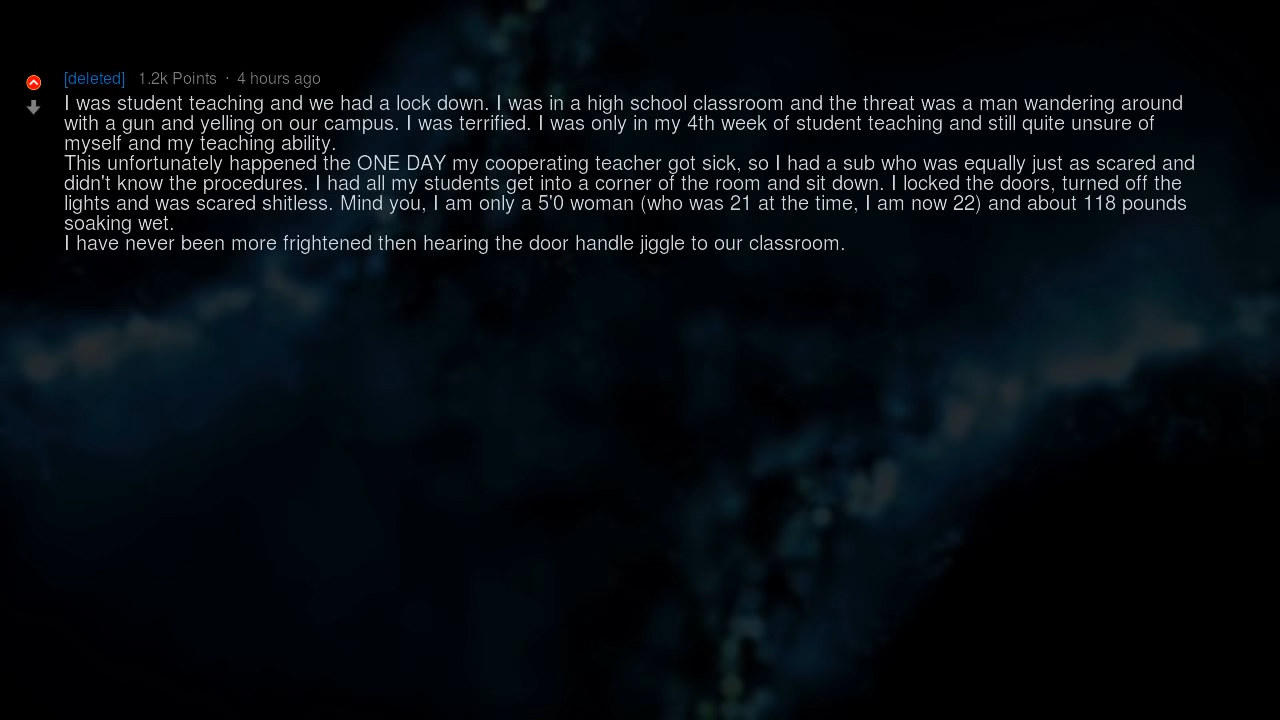 [deleted] 1.2k Points · 4 hours ago
I was student teaching and we had a lock down. I was in a high school classroom and the threat was a man wandering around
with a gun and yelling on our campus. I was terrified. I was only in my 4th week of student teaching and still quite unsure of
myself and my teaching ability.
This unfortunately happened the ONE DAY my cooperating teacher got sick, so I had a sub who was equally just as scared and
didn't know the procedures. I had all my students get into a corner of the room and sit down. I locked the doors, turned off the
lights and was scared shitless. Mind you, I am only a 5'0 woman (who was 21 at the time, I am now 22) and about 118 pounds
soaking wet.
I have never been more frightened then hearing the door handle jiggle to our classroom.